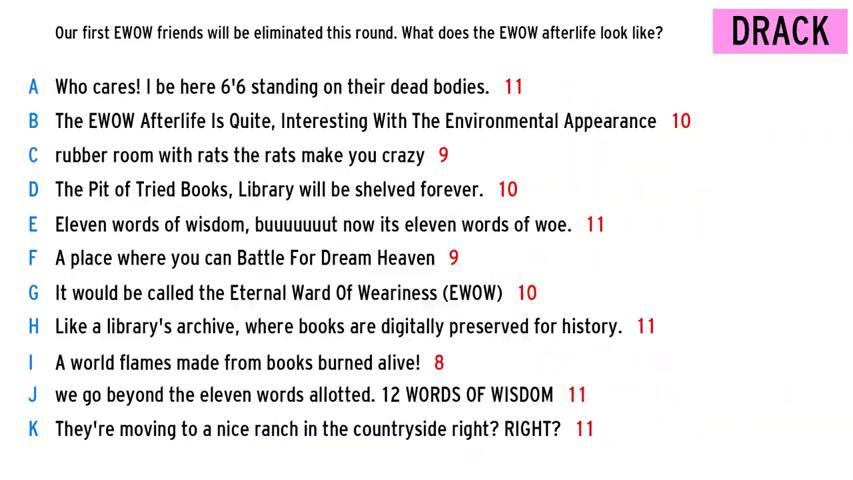 Our first EWOW friends will be eliminated this round. What does the EWOW afterlife look like?
DRACK
A Who cares! I be here 6'6 standing on their dead bodies. 11
B The EWOW Afterlife Is Quite, Interesting With The Environmental Appearance 10
C rubber room with rats the rats make you crazy 9
D The Pit of Tried Books, Library will be shelved forever. 10
E Eleven words of wisdom, buuuuuuut now its eleven words of woe. 11
F A place where you can Battle For Dream Heaven 9
G It would be called the Eternal Ward Of Weariness (EWOW) 10
H Like a library's archive, where books are digitally preserved for history. 11
I A world flames made from books burned alive! 8
J we go beyond the eleven words allotted. 12 WORDS OF WISDOM 11
K They're moving to a nice ranch in the countryside right? RIGHT? 11